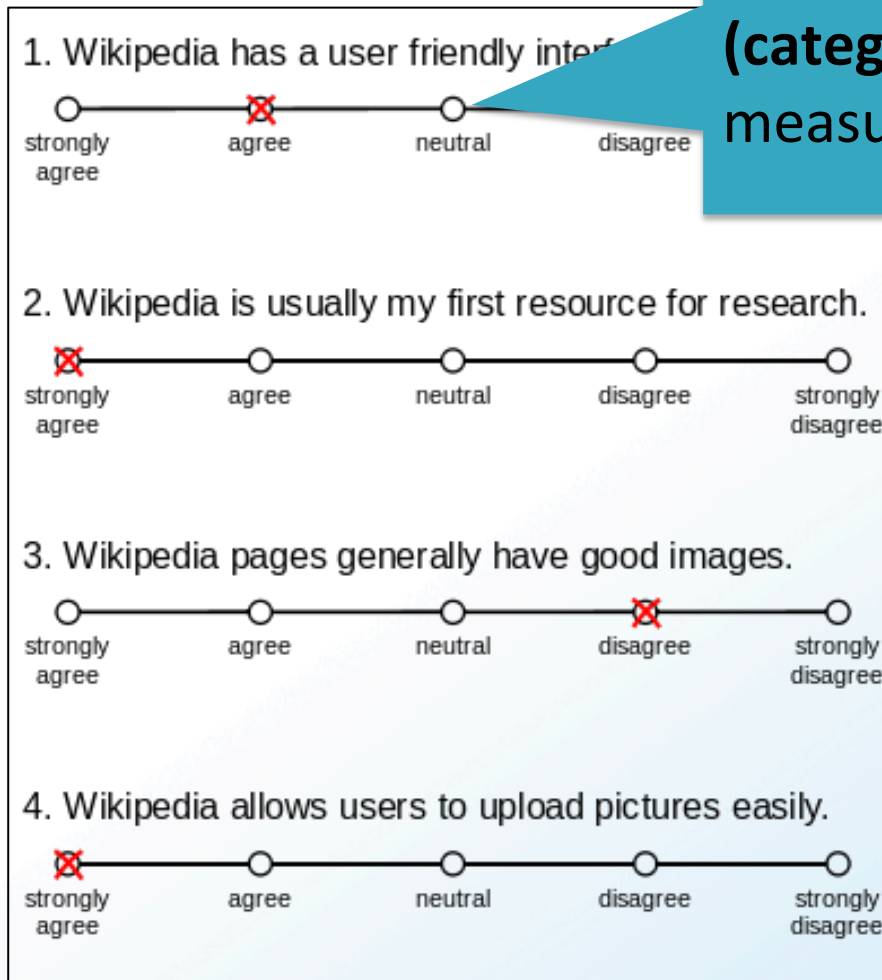 1. Wikipedia has a user friendly
(categ
measu
strongly agree neutral disagree
agree
2. Wikipedia is usually my first resource for research.
strongly agree neutral disagree strongly
agree disagree
3. Wikipedia pages generally have good images.
strongly agree neutral disagree strongly
agree disagree
4. Wikipedia allows users to upload pictures easily.
strongly agree neutral disagree strongly
agree disagree